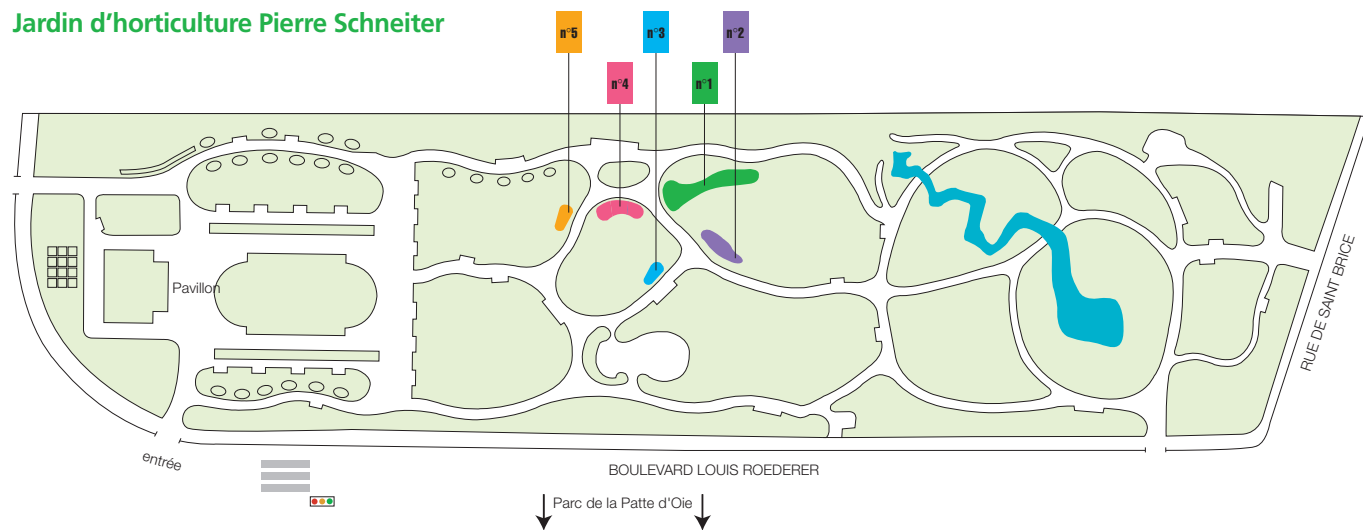 Jardin d’horticulture Pierre Schneiter
n°5
n°3
n°2
n°4
n°1
Pavillon
RUE DE SAINT BRICE
entrée
BOULEVARD LOUIS ROEDERER
Parc de la Patte d'Oie